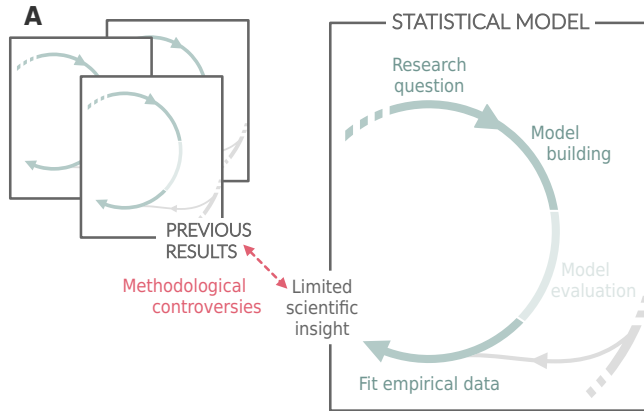 A
STATISTICAL MODEL
Research
question
Model
building
Model
evaluation
Fit empirical data
Limited
scientific
insight
PREVIOUS
RESULTS
Methodological
controversies